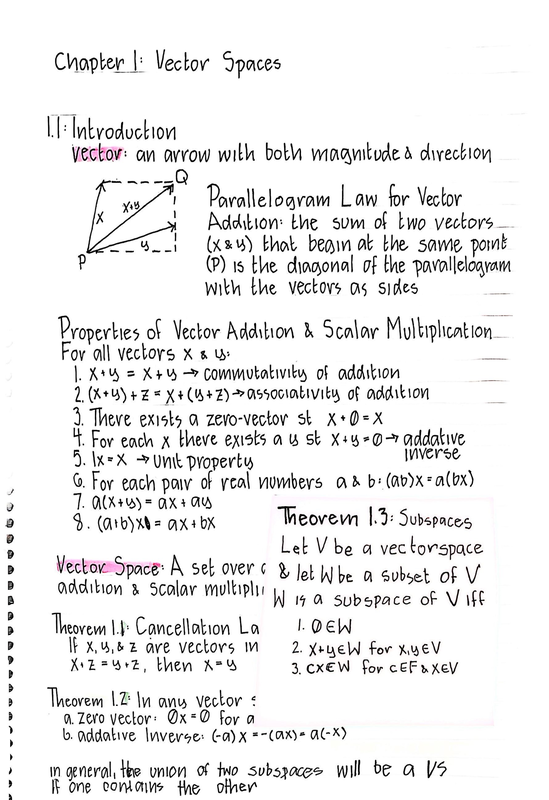 Chapter 1: Vector Spaces
1.1: Introduction
vector: an arrow with both magnitude & direction
Q
x
x+y
y
P
Parallelogram Law for Vector
Addition: the sum of two vectors
(x & y) that begin at the same point
(P) is the diagonal of the parallelogram
with the vectors as sides
Properties of Vector Addition & Scalar Multiplication
For all vectors x & y:
1. x+y = x+y → commutativity of addition
2. (x+y)+z = x+(y+z) → associativity of addition
3. There exists a zero-vector st x+0=x
4. For each x there exists a y st x+y=0 → addative
inverse
5. 1x=x → unit property
6. For each pair of real numbers a & b: (ab)x = a(bx)
7. a(x+y) = ax+ay
8. (a+b)x = ax+bx
Vector Space: A set over
addition & scalar
Theorem 1.1: Cancellation
If x, y, & z are vectors in
x+z = y+z, then x=y
Theorem 1.2: In any vector
a. zero vector: 0x=0 for a
b. addative Inverse: (-a)x = -(ax) = a(-x)
in general, the union of two subspaces will be a VS
If one contains the other
Theorem 1.3: Subspaces
Let V be a vectorspace
& let W be a subset of V
W is a subspace of V iff
1. 0∈W
2. x+y∈W for x,y∈V
3. cx∈W for c∈F & x∈V